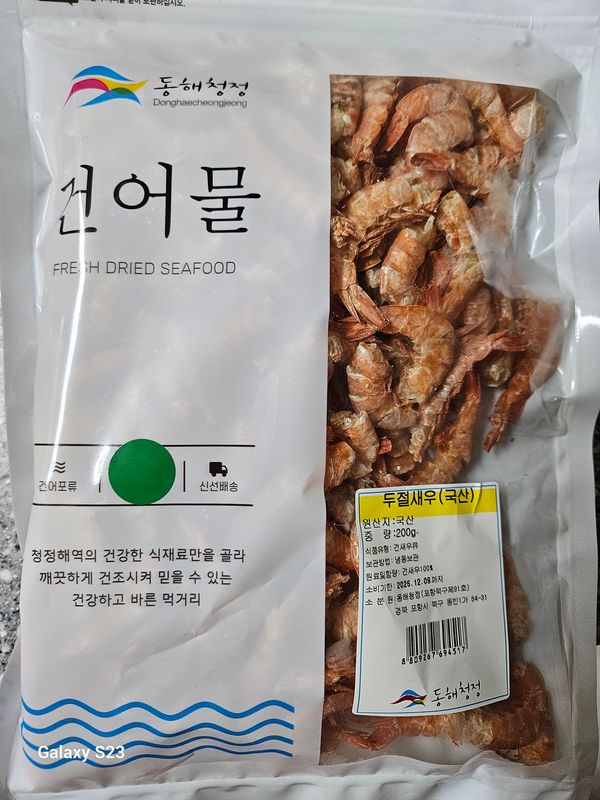 동해청정
Donghaecheongjeong
건어물
FRESH DRIED SEAFOOD
건어포류
신선배송
청정해역의 건강한 식재료만을 골라
깨끗하게 건조시켜 믿을 수 있는
건강하고 바른 먹거리
두절새우(국산)
원산지:국산
중 량:200g
식품유형: 건새우류
보관방법: 냉동보관
원료및함량: 건새우100%
소비기한: 2025.12.09까지
소 분 원:동해청정(포항북구제91호)
경북 포항시 북구 동빈1가 84-31
8 809267 694517
동해청정
Galaxy S23